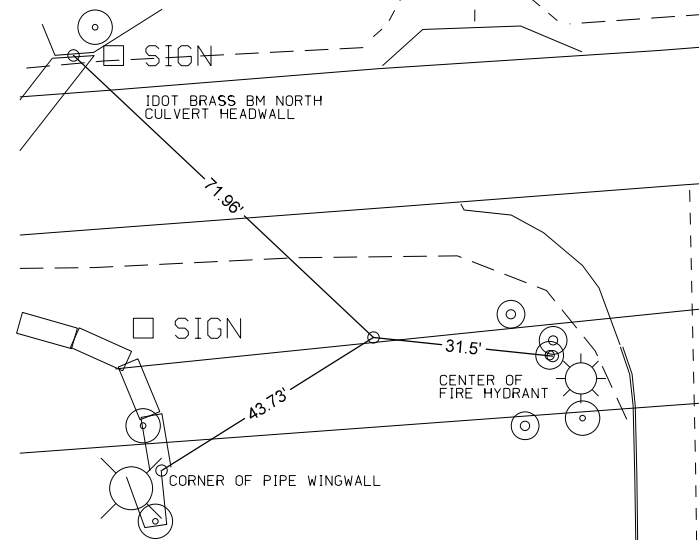 SIGN
IDOT BRASS BM NORTH
CULVERT HEADWALL
71.96'
SIGN
31.5'
CENTER OF
FIRE HYDRANT
43.73'
CORNER OF PIPE WINGWALL